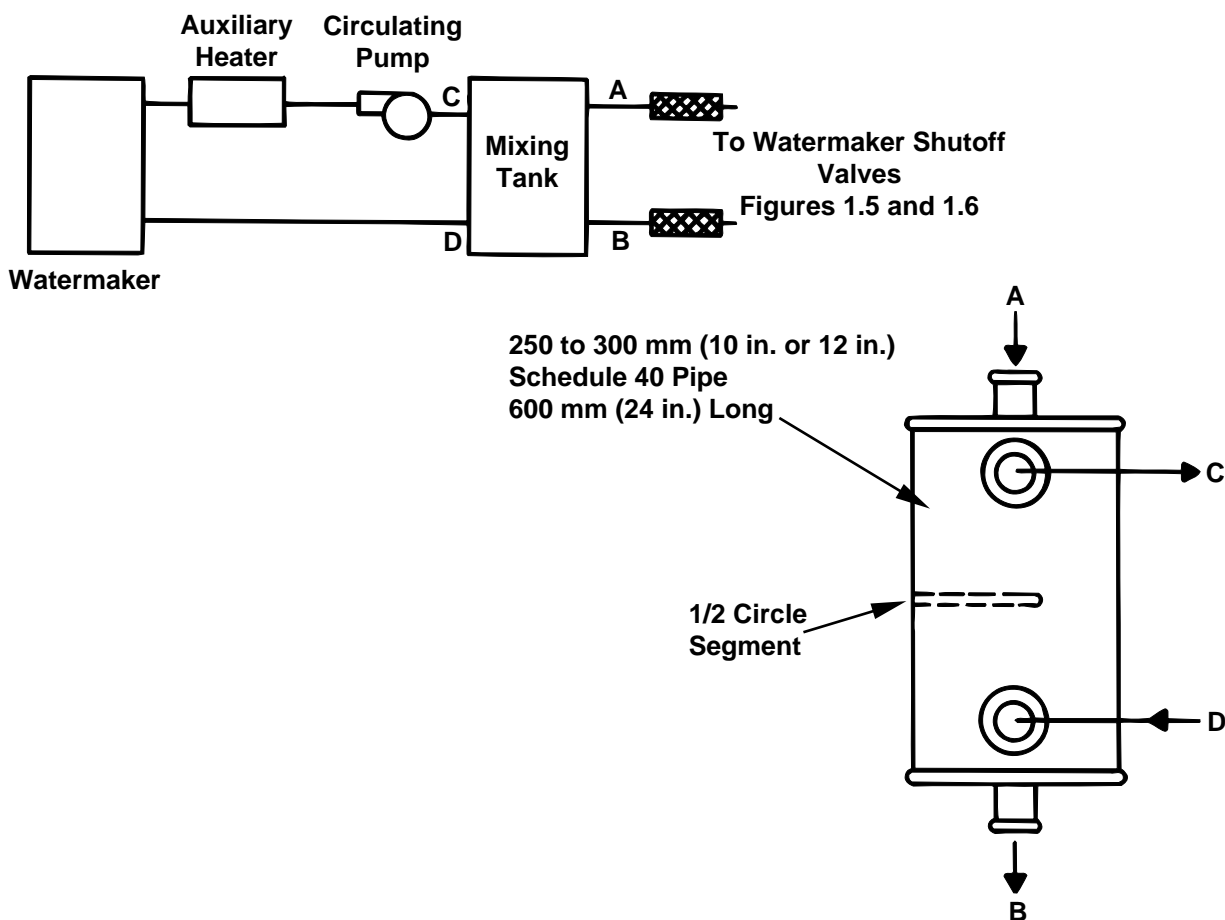 Auxiliary
Heater
Circulating
Pump
C
A
Mixing
Tank
To Watermaker Shutoff
Valves
Figures 1.5 and 1.6
D
B
Watermaker
A
250 to 300 mm (10 in. or 12 in.)
Schedule 40 Pipe
600 mm (24 in.) Long
C
1/2 Circle
Segment
D
B